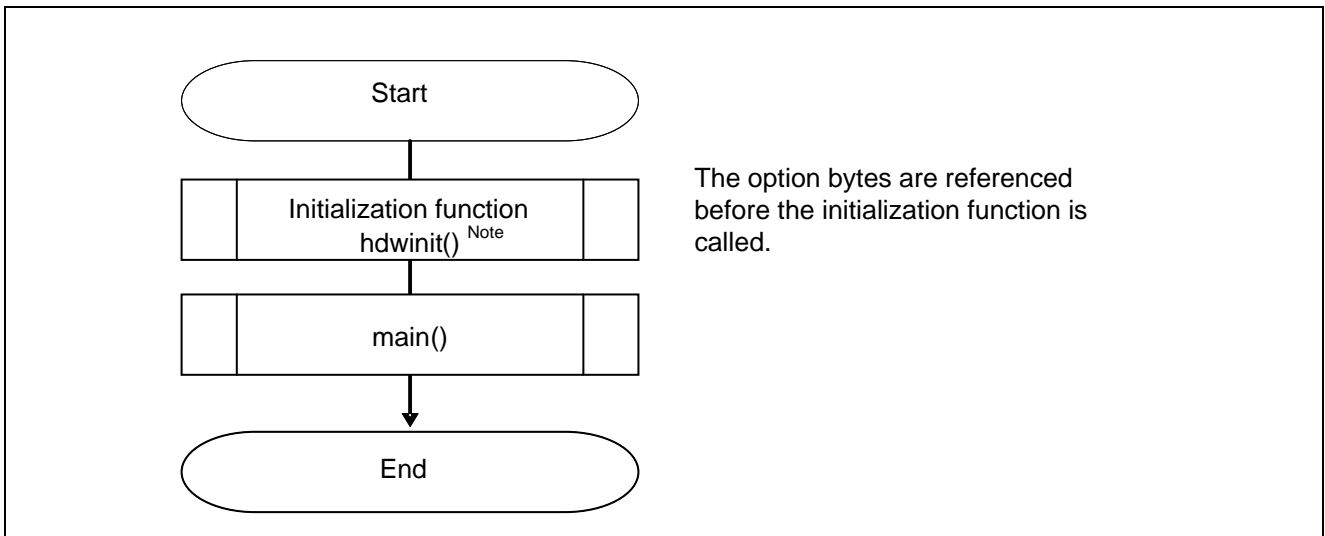 Start
Initialization function
hdwinit() Note
The option bytes are referenced
before the initialization function is
called.
main()
End